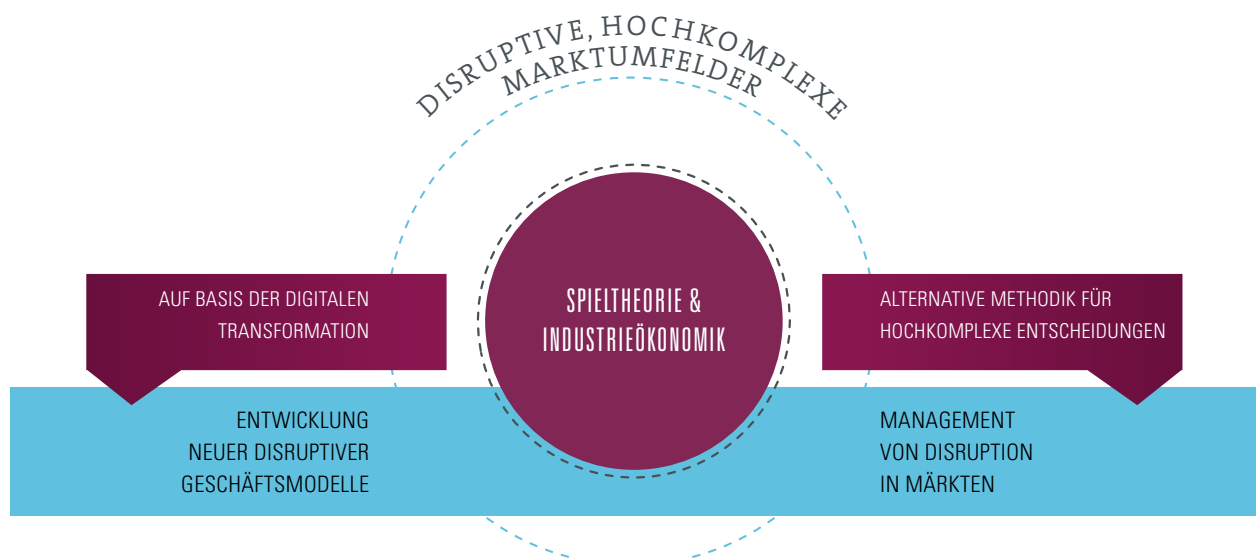 DISRUPTIVE, HOCHKOMPLEXE
MARKTUMFELDER
AUF BASIS DER DIGITALEN
TRANSFORMATION
SPIELTHEORIE &
INDUSTRIEÖKONOMIK
ALTERNATIVE METHODIK FÜR
HOCHKOMPLEXE ENTSCHEIDUNGEN
ENTWICKLUNG
NEUER DISRUPTIVER
GESCHÄFTSMODELLE
MANAGEMENT
VON DISRUPTION
IN MÄRKTEN